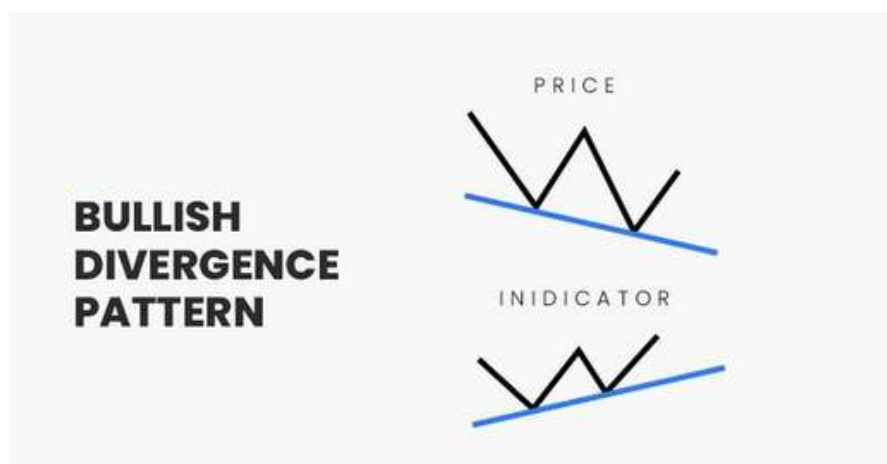 PRICE
BULLISH
DIVERGENCE
PATTERN
INIDICATOR